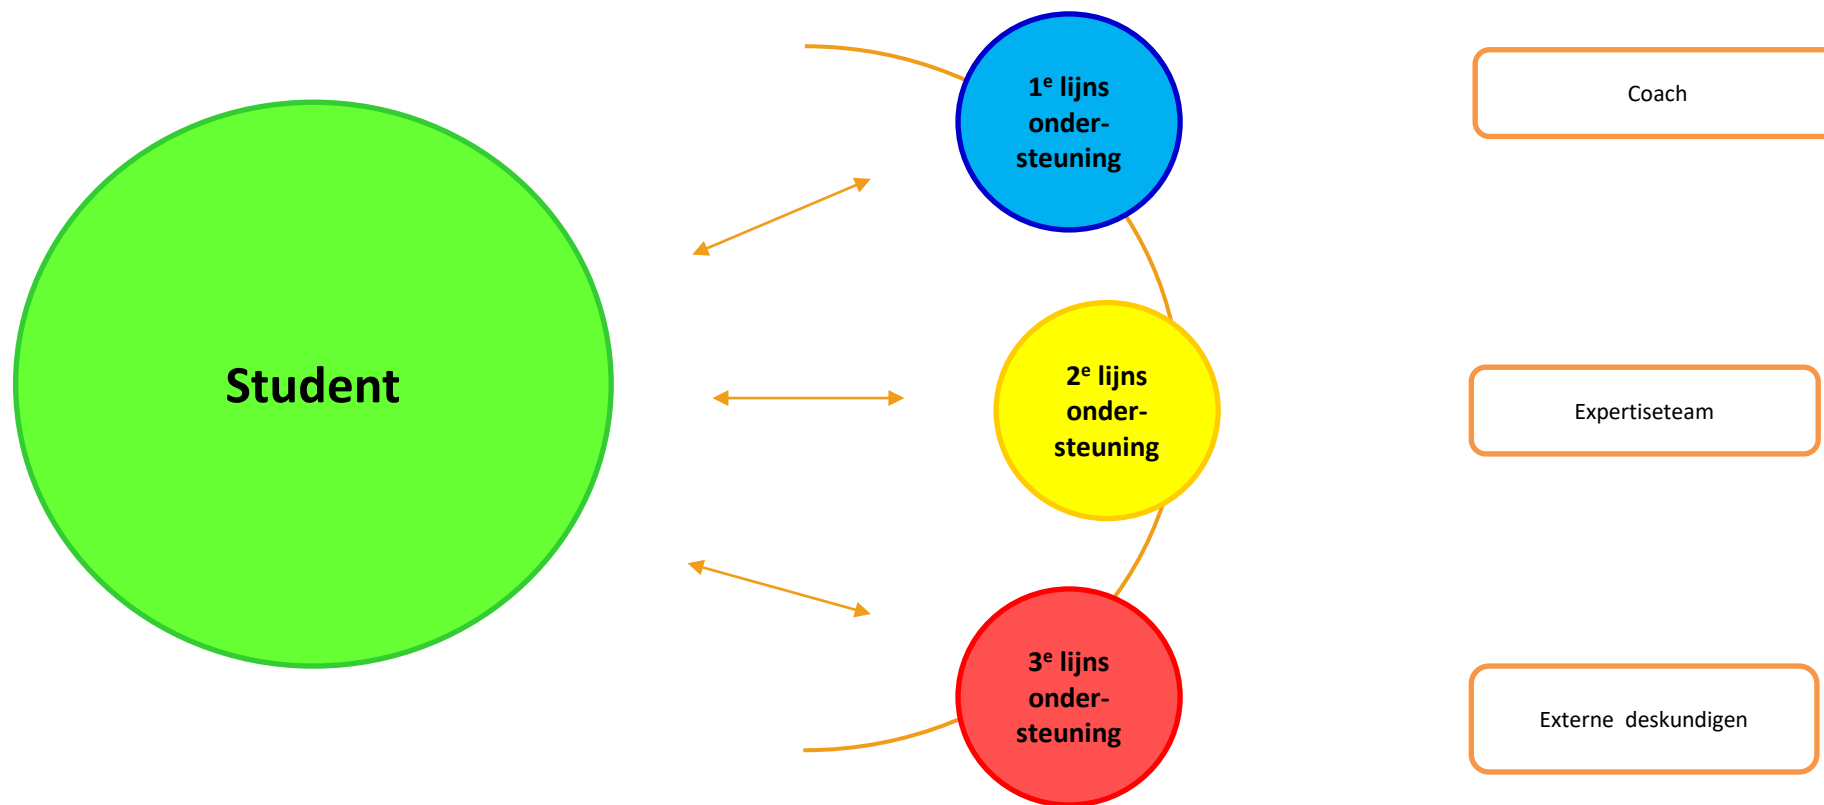 Student
1e lijns
onder-
steuning
Coach
2e lijns
onder-
steuning
Expertiseteam
3e lijns
onder-
steuning
Externe deskundigen